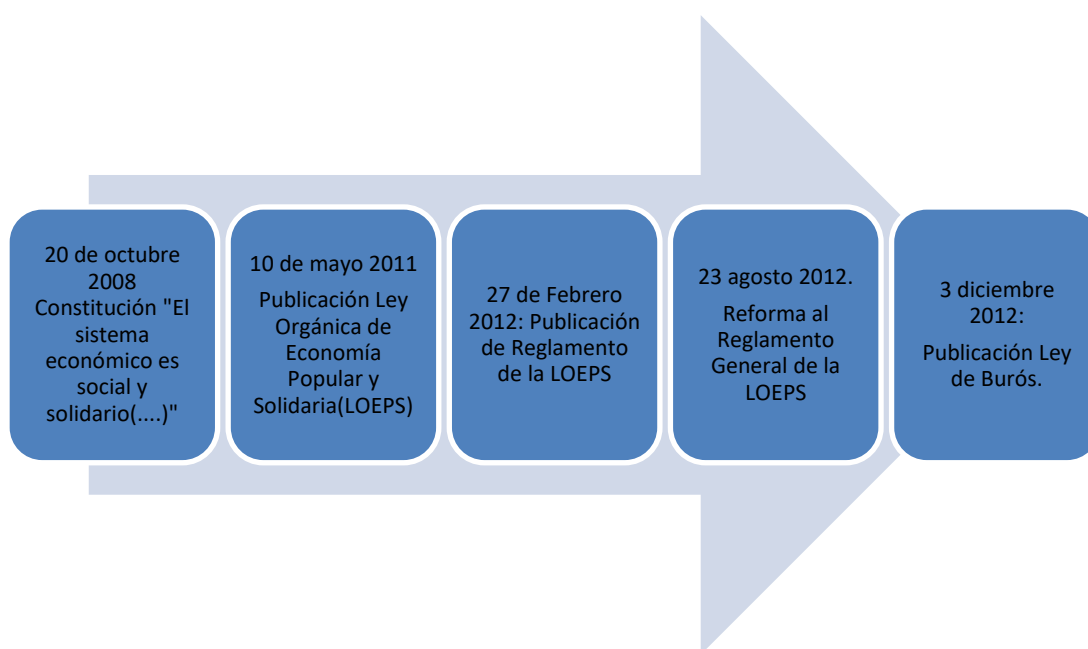 20 de octubre
2008
Constitución "El
sistema
económico es
social y
solidario(....)"
10 de mayo 2011
Publicación Ley
Orgánica de
Economía
Popular y
Solidaria(LOEPS)
27 de Febrero
2012: Publicación
de Reglamento
de la LOEPS
23 agosto 2012.
Reforma al
Reglamento
General de la
LOEPS
3 diciembre
2012:
Publicación Ley
de Burós.